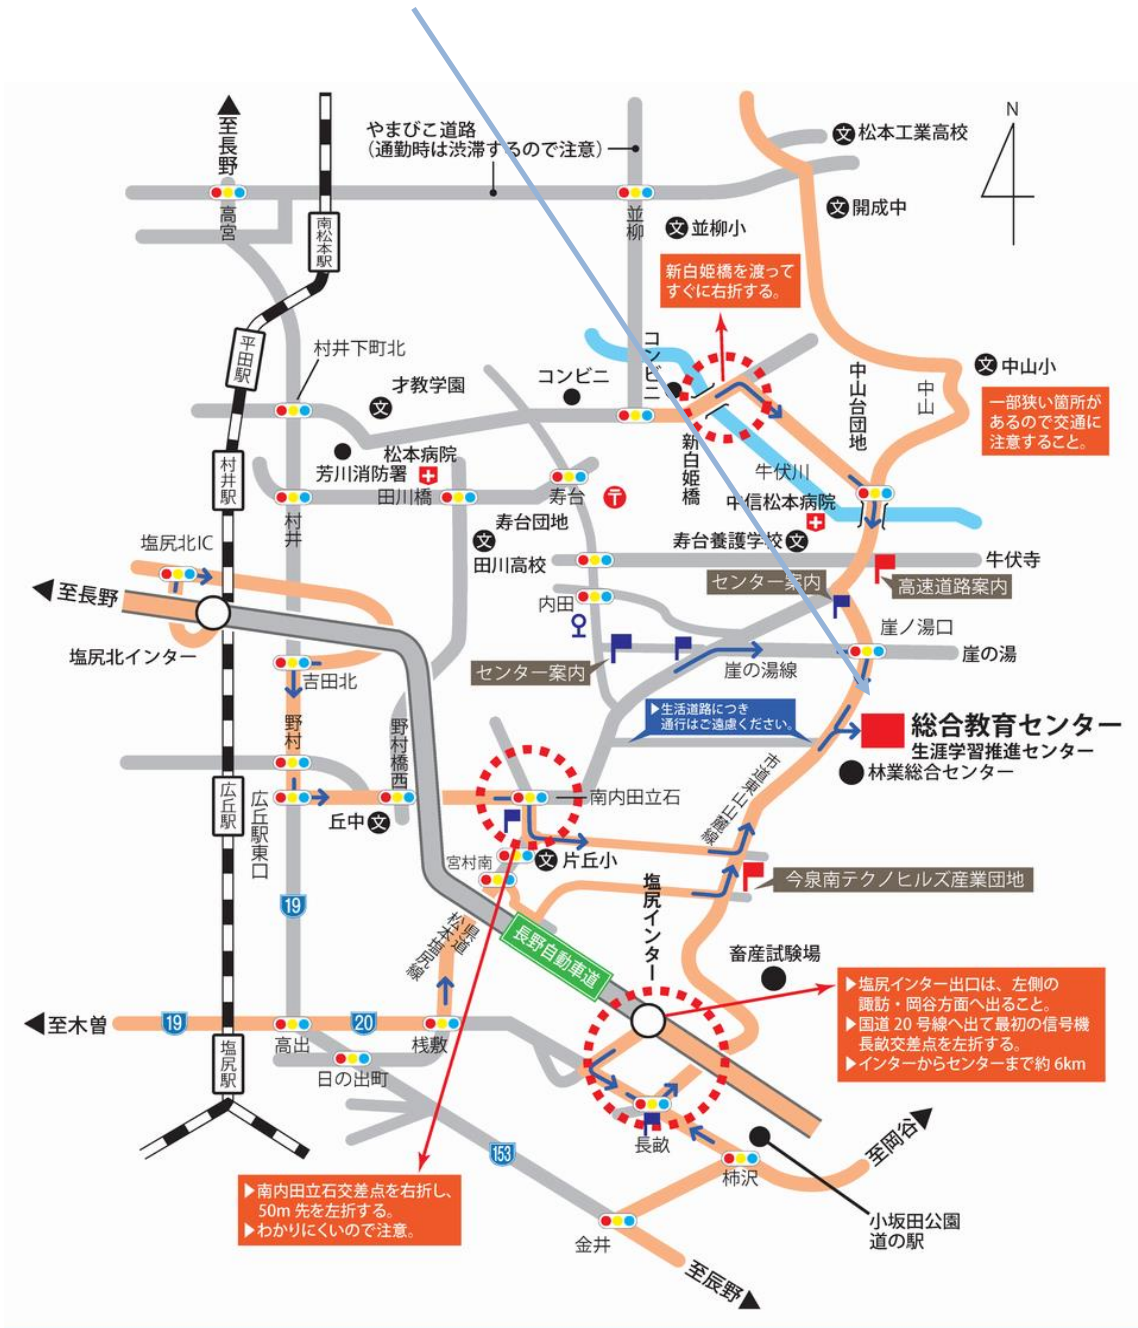 至長野
やまびこ道路
(通勤時は渋滞するので注意)
松本工業高校
N
高宮
南松本駅
並柳
並柳小
開成中
新白姫橋を渡って
すぐに右折する。
平田駅
村井下町北
コンビニ
コンビニ
中山台団地
中山
中山小
一部狭い箇所が
あるので交通に
注意すること。
才教学園
松本病院
芳川消防署
田川橋
村井駅
村井
寿台
新白姫橋
牛伏川
中信松本病院
寿台団地
寿台養護学校
田川高校
牛伏寺
塩尻北IC
至長野
塩尻北インター
内田
センター案内
高速道路案内
崖ノ湯口
崖の湯
崖の湯線
センター案内
吉田北
野村
野村橋西
▶生活道路につき
通行はご遠慮ください。
総合教育センター
生涯学習推進センター
林業総合センター
市道東山山麓線
広丘駅
広丘駅東口
丘中
南内田立石
宮村南
片丘小
今泉南テクノヒルズ産業団地
19
県道
松本塩尻線
長野自動車道
塩尻インター
畜産試験場
▶塩尻インター出口は、左側の
諏訪・岡谷方面へ出ること。
▶国道 20 号線へ出て最初の信号機
長畝交差点を左折する。
▶インターからセンターまで約 6km
至木曽
19
20
高出
桟敷
日の出町
塩尻駅
長畝
153
柿沢
至岡谷
▶南内田立石交差点を右折し、
50m 先を左折する。
▶わかりにくいので注意。
金井
小坂田公園
道の駅
至辰野
文
文
文
文
文
文
文
文
文